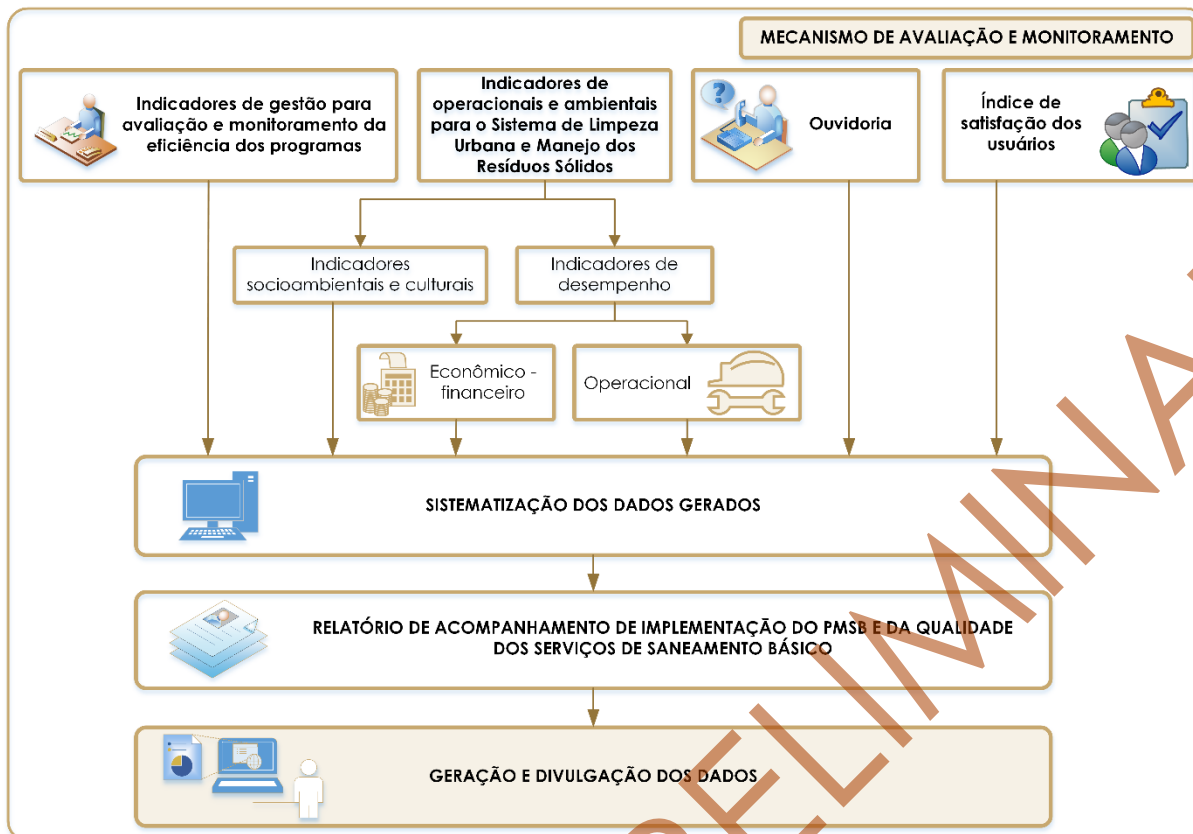 MECANISMO DE AVALIAÇÃO E MONITORAMENTO
Indicadores de gestão para
avaliação e monitoramento da
eficiência dos programas
Indicadores de
operacionais e ambientais
para o Sistema de Limpeza
Urbana e Manejo dos
Resíduos Sólidos
?
Ouvidoria
Índice de
satisfação dos
usuários
Indicadores
socioambientais e culturais
Indicadores de
desempenho
Econômico -
financeiro
Operacional
SISTEMATIZAÇÃO DOS DADOS GERADOS
RELATÓRIO DE ACOMPANHAMENTO DE IMPLEMENTAÇÃO DO PMSB E DA QUALIDADE
DOS SERVIÇOS DE SANEAMENTO BÁSICO
GERAÇÃO E DIVULGAÇÃO DOS DADOS
RELIMINA